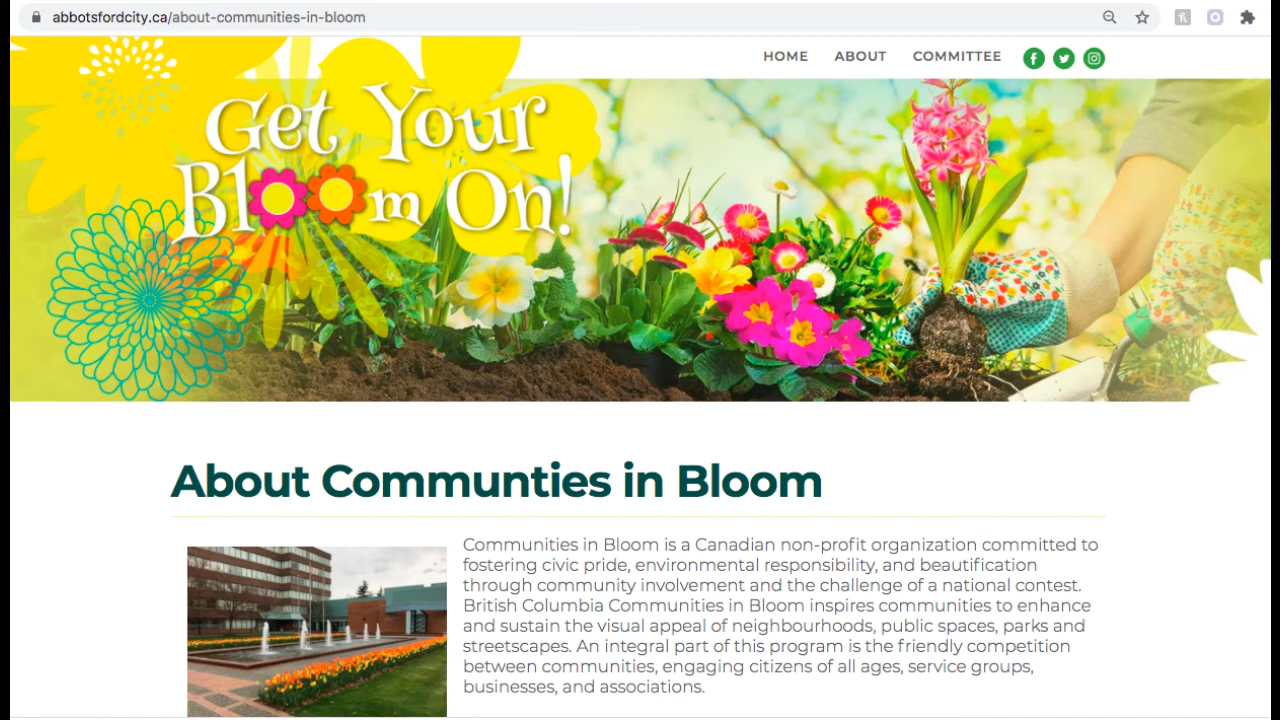 abbotsfordcity.ca/about-communities-in-bloom
HOME ABOUT COMMITTEE
Get Your
Bloom On!
About Communties in Bloom
Communities in Bloom is a Canadian non-profit organization committed to
fostering civic pride, environmental responsibility, and beautification
through community involvement and the challenge of a national contest.
British Columbia Communities in Bloom inspires communities to enhance
and sustain the visual appeal of neighbourhoods, public spaces, parks and
streetscapes. An integral part of this program is the friendly competition
between communities, engaging citizens of all ages, service groups,
businesses, and associations.